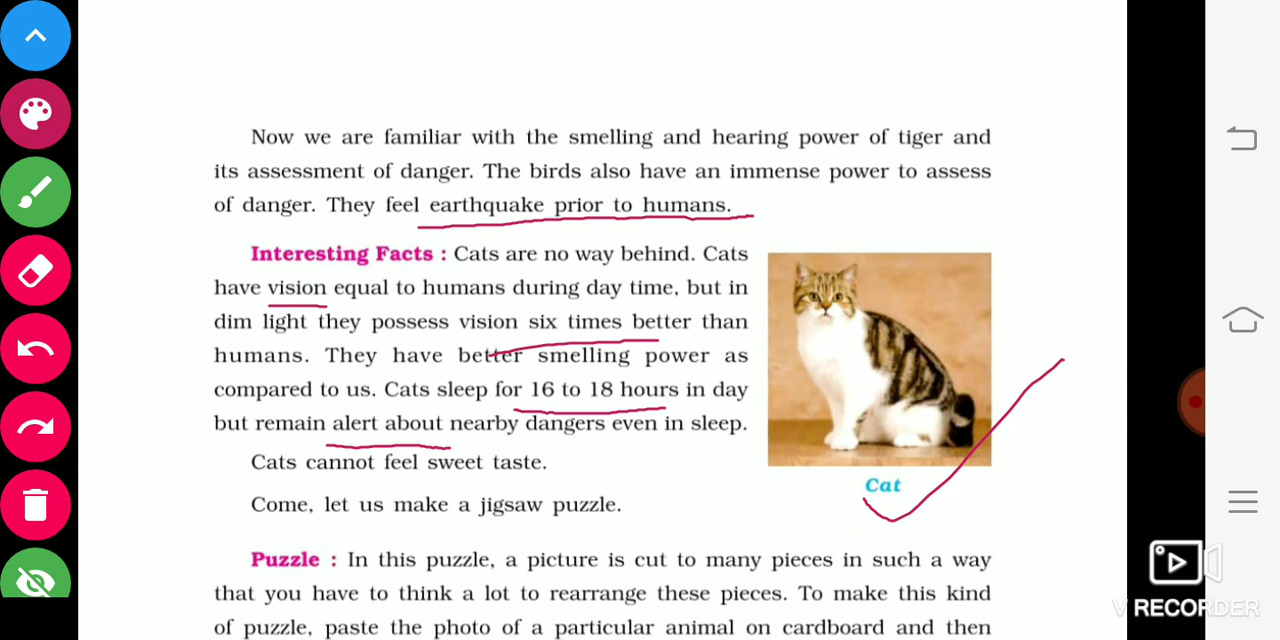 Now we are familiar with the smelling and hearing power of tiger and
its assessment of danger. The birds also have an immense power to assess
of danger. They feel earthquake prior to humans.
Interesting Facts : Cats are no way behind. Cats
have vision equal to humans during day time, but in
dim light they possess vision six times better than
humans. They have better smelling power as
compared to us. Cats sleep for 16 to 18 hours in day
but remain alert about nearby dangers even in sleep.
Cats cannot feel sweet taste.
Cat
Come, let us make a jigsaw puzzle.
Puzzle : In this puzzle, a picture is cut to many pieces in such a way
that you have to think a lot to rearrange these pieces. To make this kind
of puzzle, paste the photo of a particular animal on cardboard and then
V RECORDER